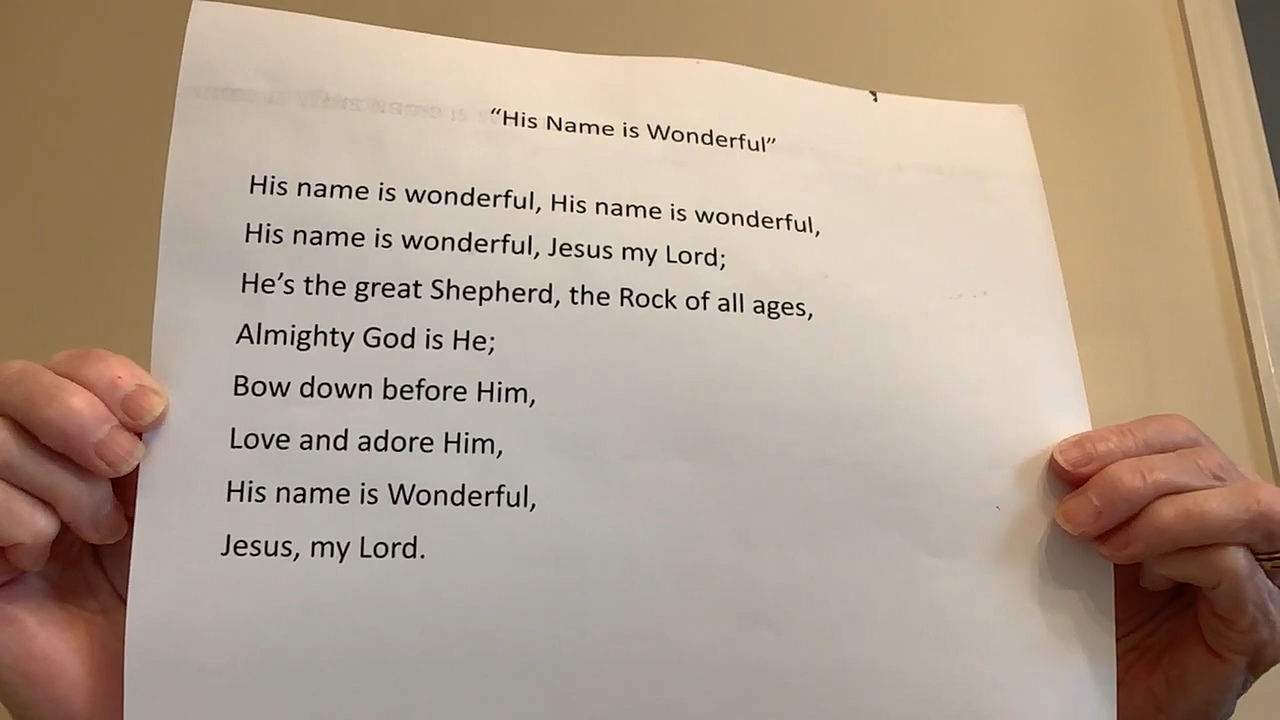 “His Name is Wonderful”
His name is wonderful, His name is wonderful,
His name is wonderful, Jesus my Lord;
He’s the great Shepherd, the Rock of all ages,
Almighty God is He;
Bow down before Him,
Love and adore Him,
His name is Wonderful,
Jesus, my Lord.